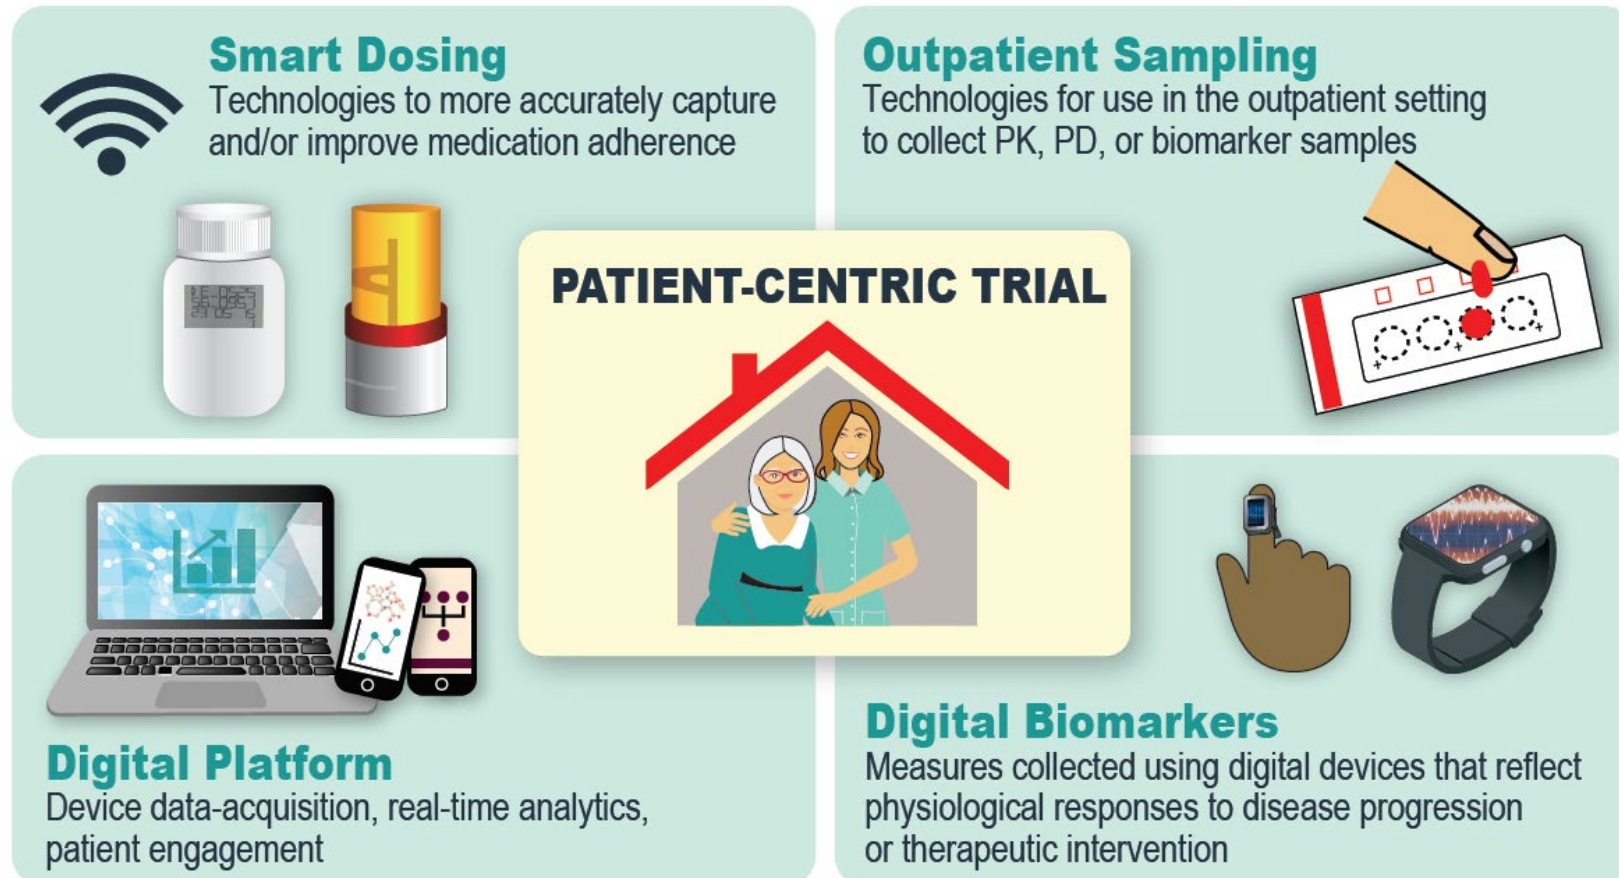 Smart Dosing
Technologies to more accurately capture
and/or improve medication adherence
Outpatient Sampling
Technologies for use in the outpatient setting
to collect PK, PD, or biomarker samples
PATIENT-CENTRIC TRIAL
Digital Platform
Device data-acquisition, real-time analytics,
patient engagement
Digital Biomarkers
Measures collected using digital devices that reflect
physiological responses to disease progression
or therapeutic intervention